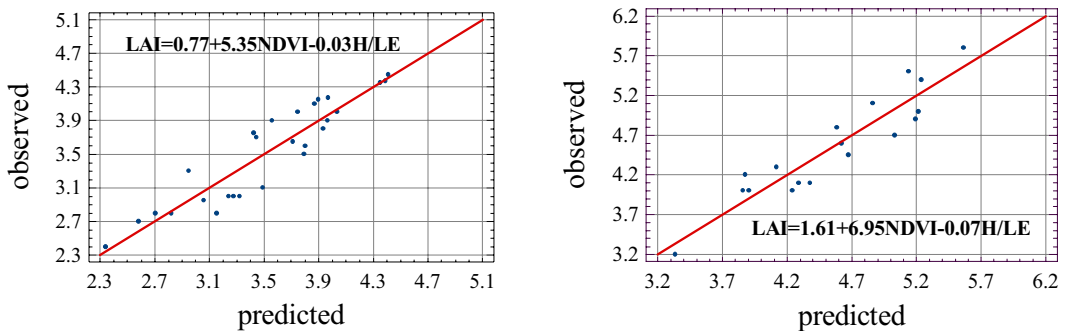 5.1
4.7
4.3
3.9
3.5
3.1
2.7
2.3
observed
LAI=0.77+5.35NDVI-0.03H/LE
2.3 2.7 3.1 3.5 3.9 4.3 4.7 5.1
predicted
6.2
5.7
5.2
4.7
4.2
3.7
3.2
observed
LAI=1.61+6.95NDVI-0.07H/LE
3.2 3.7 4.2 4.7 5.2 5.7 6.2
predicted